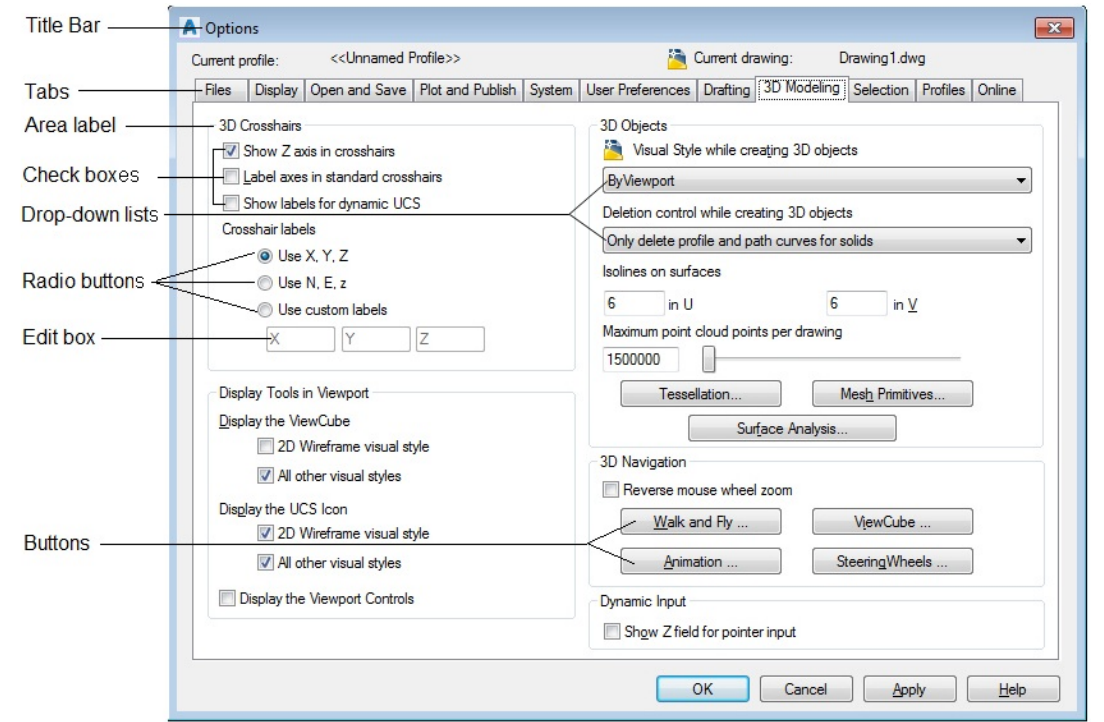 Title Bar
Options
Current profile: <<Unnamed Profile>> Current drawing: Drawing1.dwg
Tabs
Files Display Open and Save Plot and Publish System User Preferences Drafting 3D Modeling Selection Profiles Online
Area label
3D Crosshairs
Show Z axis in crosshairs
Check boxes
Label axes in standard crosshairs
Show labels for dynamic UCS
Drop-down lists
Crosshair labels
Radio buttons
Use X, Y, Z
Use N, E, z
Use custom labels
Edit box
X Y Z
Display Tools in Viewport
Display the ViewCube
2D Wireframe visual style
All other visual styles
Display the UCS Icon
2D Wireframe visual style
Buttons
All other visual styles
Display the Viewport Controls
3D Objects
Visual Style while creating 3D objects
ByViewport
Deletion control while creating 3D objects
Only delete profile and path curves for solids
Isolines on surfaces
6 in U 6 in V
Maximum point cloud points per drawing
1500000
Tessellation... Mesh Primitives...
Surface Analysis...
3D Navigation
Reverse mouse wheel zoom
Walk and Fly ... ViewCube ...
Animation ... SteeringWheels ...
Dynamic Input
Show Z field for pointer input
OK Cancel Apply Help